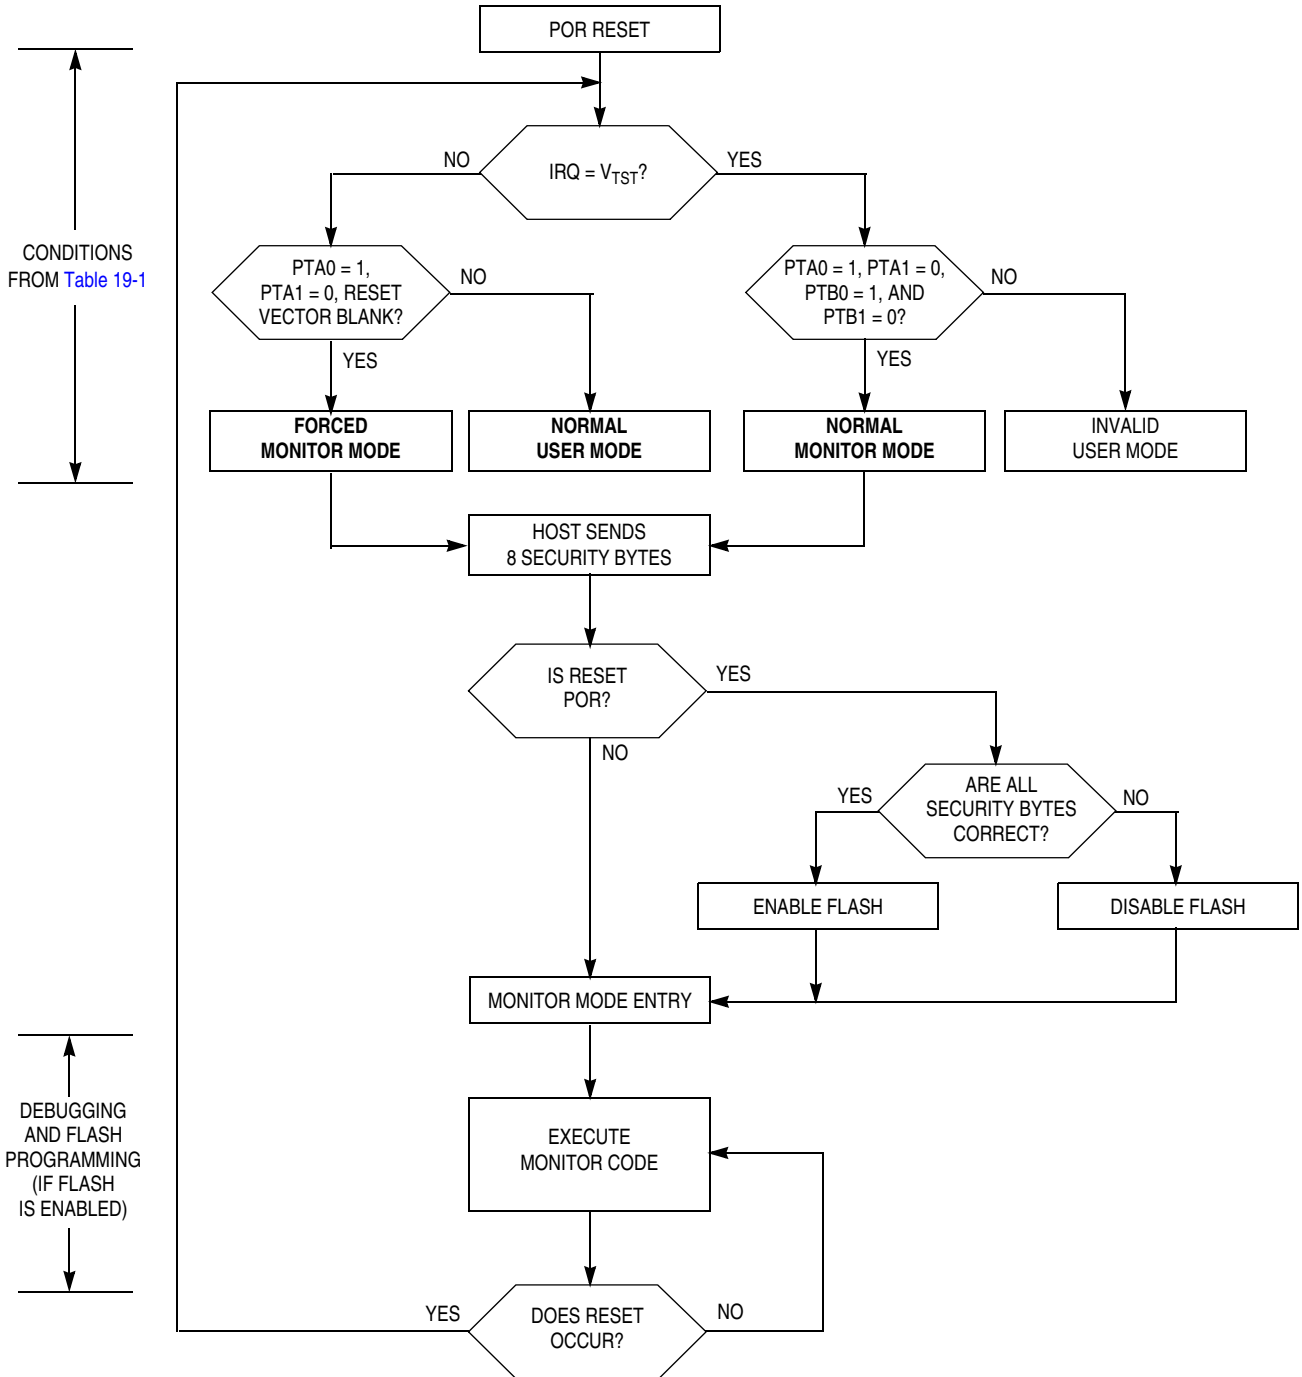 POR RESET
NO
YES
IRQ = VTST?
CONDITIONS
FROM Table 19-1
PTA0 = 1,
PTA1 = 0, RESET
VECTOR BLANK?
NO
YES
PTA0 = 1, PTA1 = 0,
PTB0 = 1, AND
PTB1 = 0?
NO
YES
FORCED
MONITOR MODE
NORMAL
USER MODE
NORMAL
MONITOR MODE
INVALID
USER MODE
HOST SENDS
8 SECURITY BYTES
IS RESET
POR?
YES
NO
ARE ALL
SECURITY BYTES
CORRECT?
YES
NO
ENABLE FLASH
DISABLE FLASH
MONITOR MODE ENTRY
DEBUGGING
AND FLASH
PROGRAMMING
(IF FLASH
IS ENABLED)
EXECUTE
MONITOR CODE
YES
DOES RESET
OCCUR?
NO